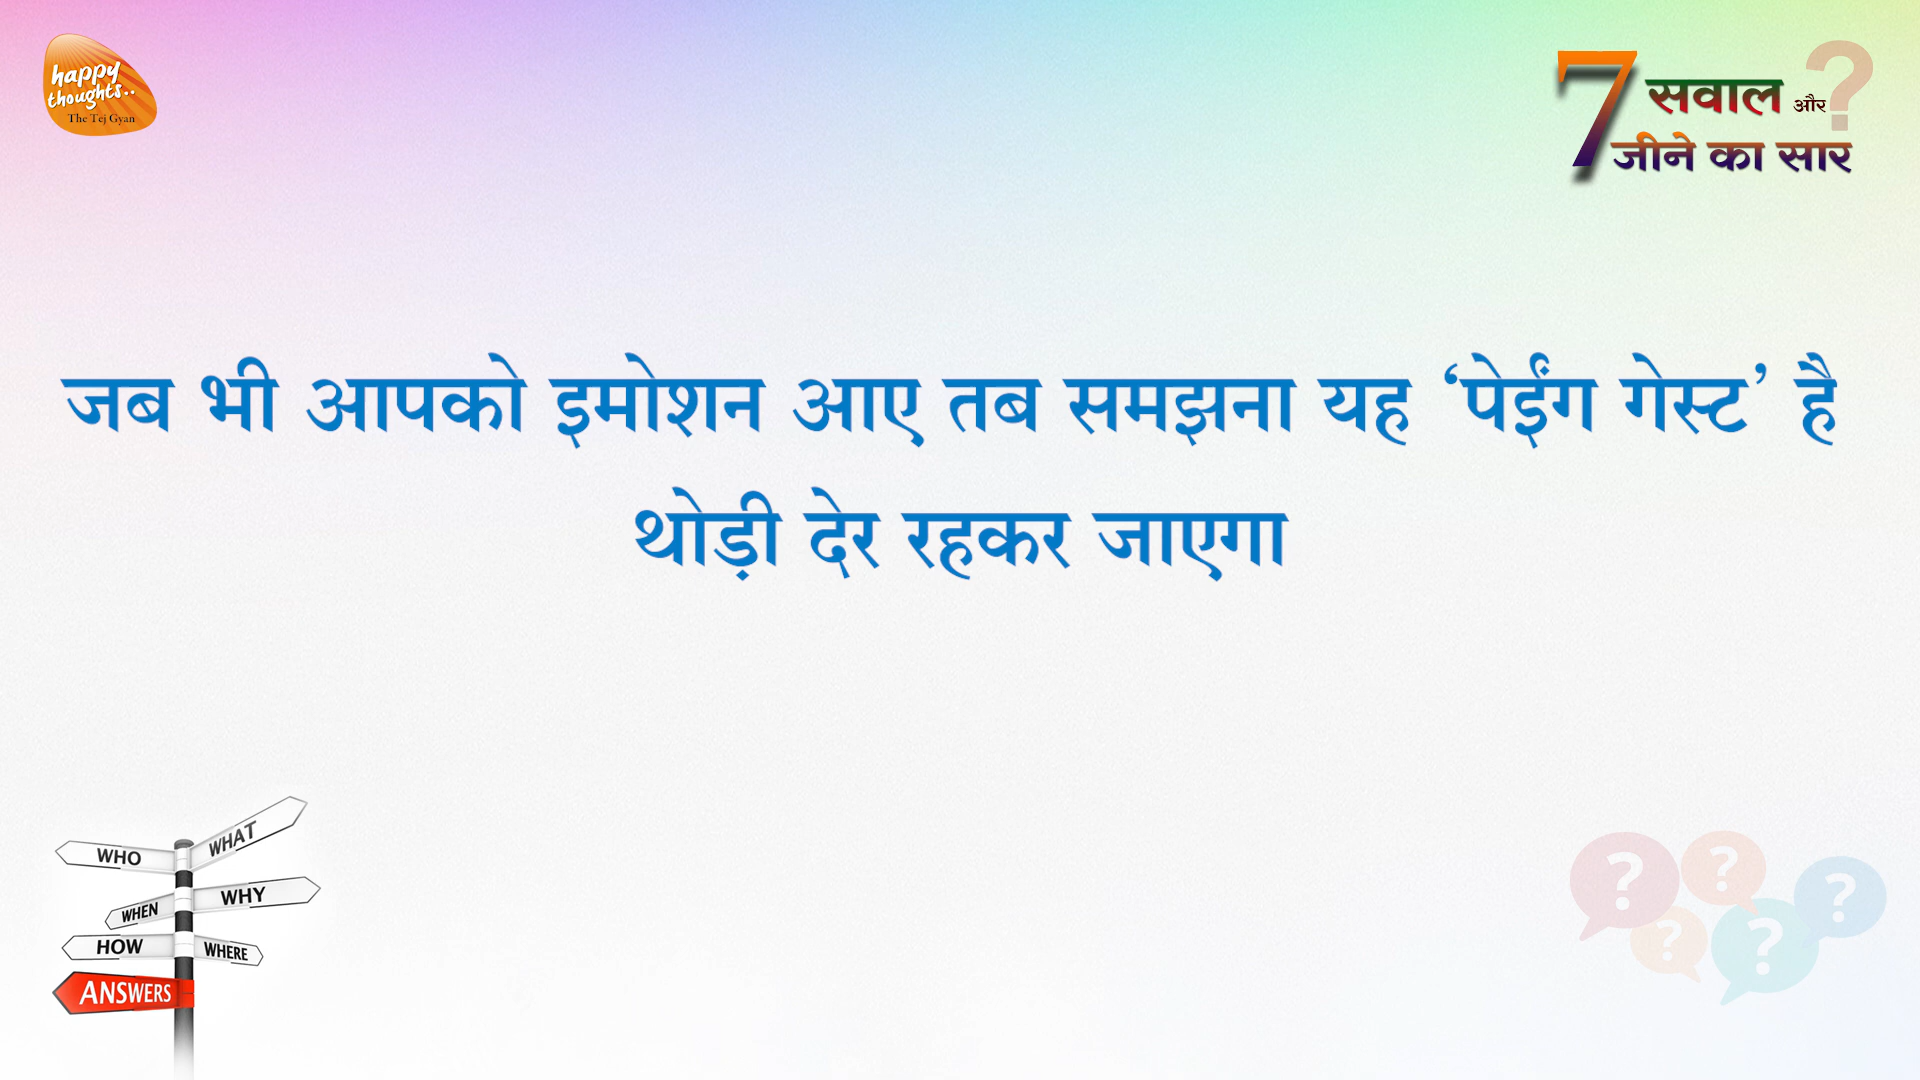 happy
thoughts..
The Tej Gyan
7 सवाल और ?
जीने का सार
जब भी आपको इमोशन आए तब समझना यह ‘पेईंग गेस्ट’ है
थोड़ी देर रहकर जाएगा
WHO
WHAT
WHY
WHEN
HOW
WHERE
ANSWERS
? ? ?
? ?